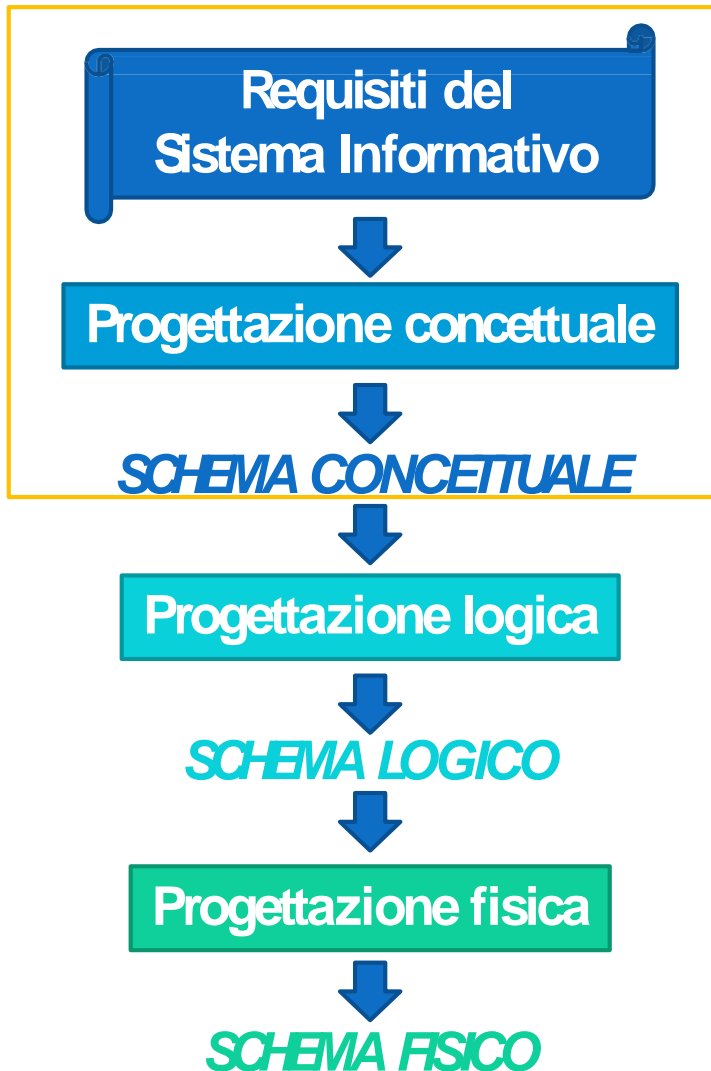 Requisiti del
Sistema Informativo
Progettazione concettuale
SCHEMA CONCETTUALE
Progettazione logica
SCHEMA LOGICO
Progettazione fisica
SCHEMA FISICO